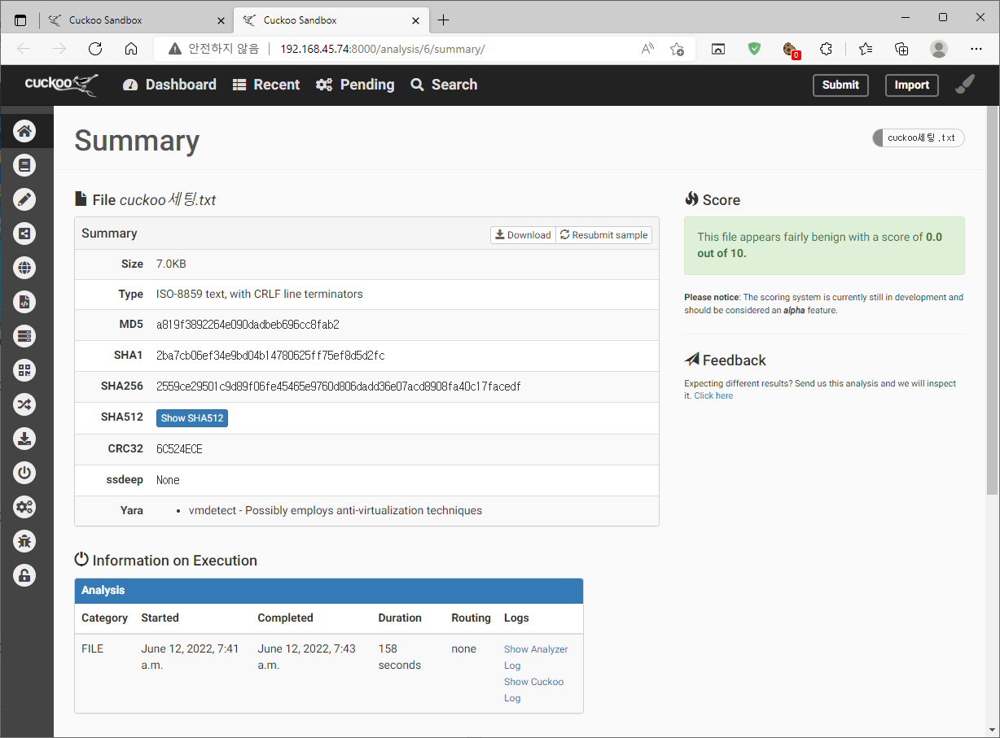 Cuckoo Sandbox
Cuckoo Sandbox
안전하지 않음
192.168.45.74:8000/analysis/6/summary/
0
cuckoo
Dashboard
Recent
Pending
Search
Submit
Import
Summary
cuckoo세팅.txt
File cuckoo세팅.txt
Summary
Download
Resubmit sample
Size 7.0KB
Type ISO-8859 text, with CRLF line terminators
MD5 a819f3892264e090dadbeb696cc8fab2
SHA1 2ba7cb06ef34e9bd04b14780625ff75ef8d5d2fc
SHA256 2559ce29501c9d89f06fe45465e9760d806dadd36e07acd8908fa40c17facedf
SHA512 Show SHA512
CRC32 6C524ECE
ssdeep None
Yara • vmdetect - Possibly employs anti-virtualization techniques
Score
This file appears fairly benign with a score of 0.0
out of 10.
Please notice: The scoring system is currently still in development and
should be considered an alpha feature.
Feedback
Expecting different results? Send us this analysis and we will inspect
it. Click here
Information on Execution
Analysis
Category Started Completed Duration Routing Logs
FILE June 12, 2022, 7:41 June 12, 2022, 7:43 158 none Show Analyzer
a.m. a.m. seconds Log
Show Cuckoo
Log